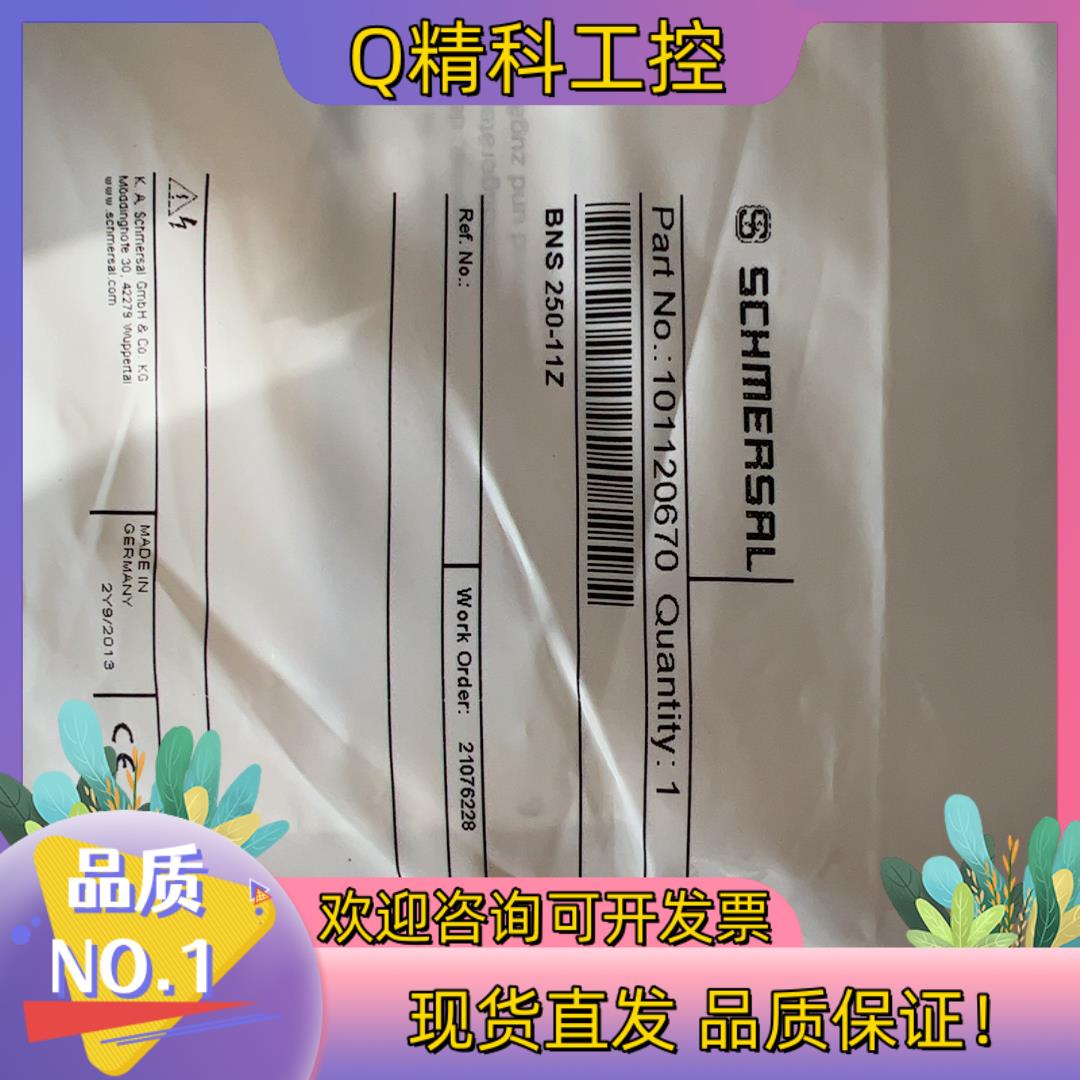 Q精科工控
SCHMERSAL
Part No.: 101120670 Quantity: 1
BNS 250-11Z
Ref. No.:
Work Order: 21076228
K. A. Schmersal GmbH & Co. KG
Möddinghofe 30, 42279 Wuppertal
www.schmersal.com
MADE IN
GERMANY
2Y9/2013
CE
品质
NO.1
欢迎咨询可开发票
现货直发 品质保证!